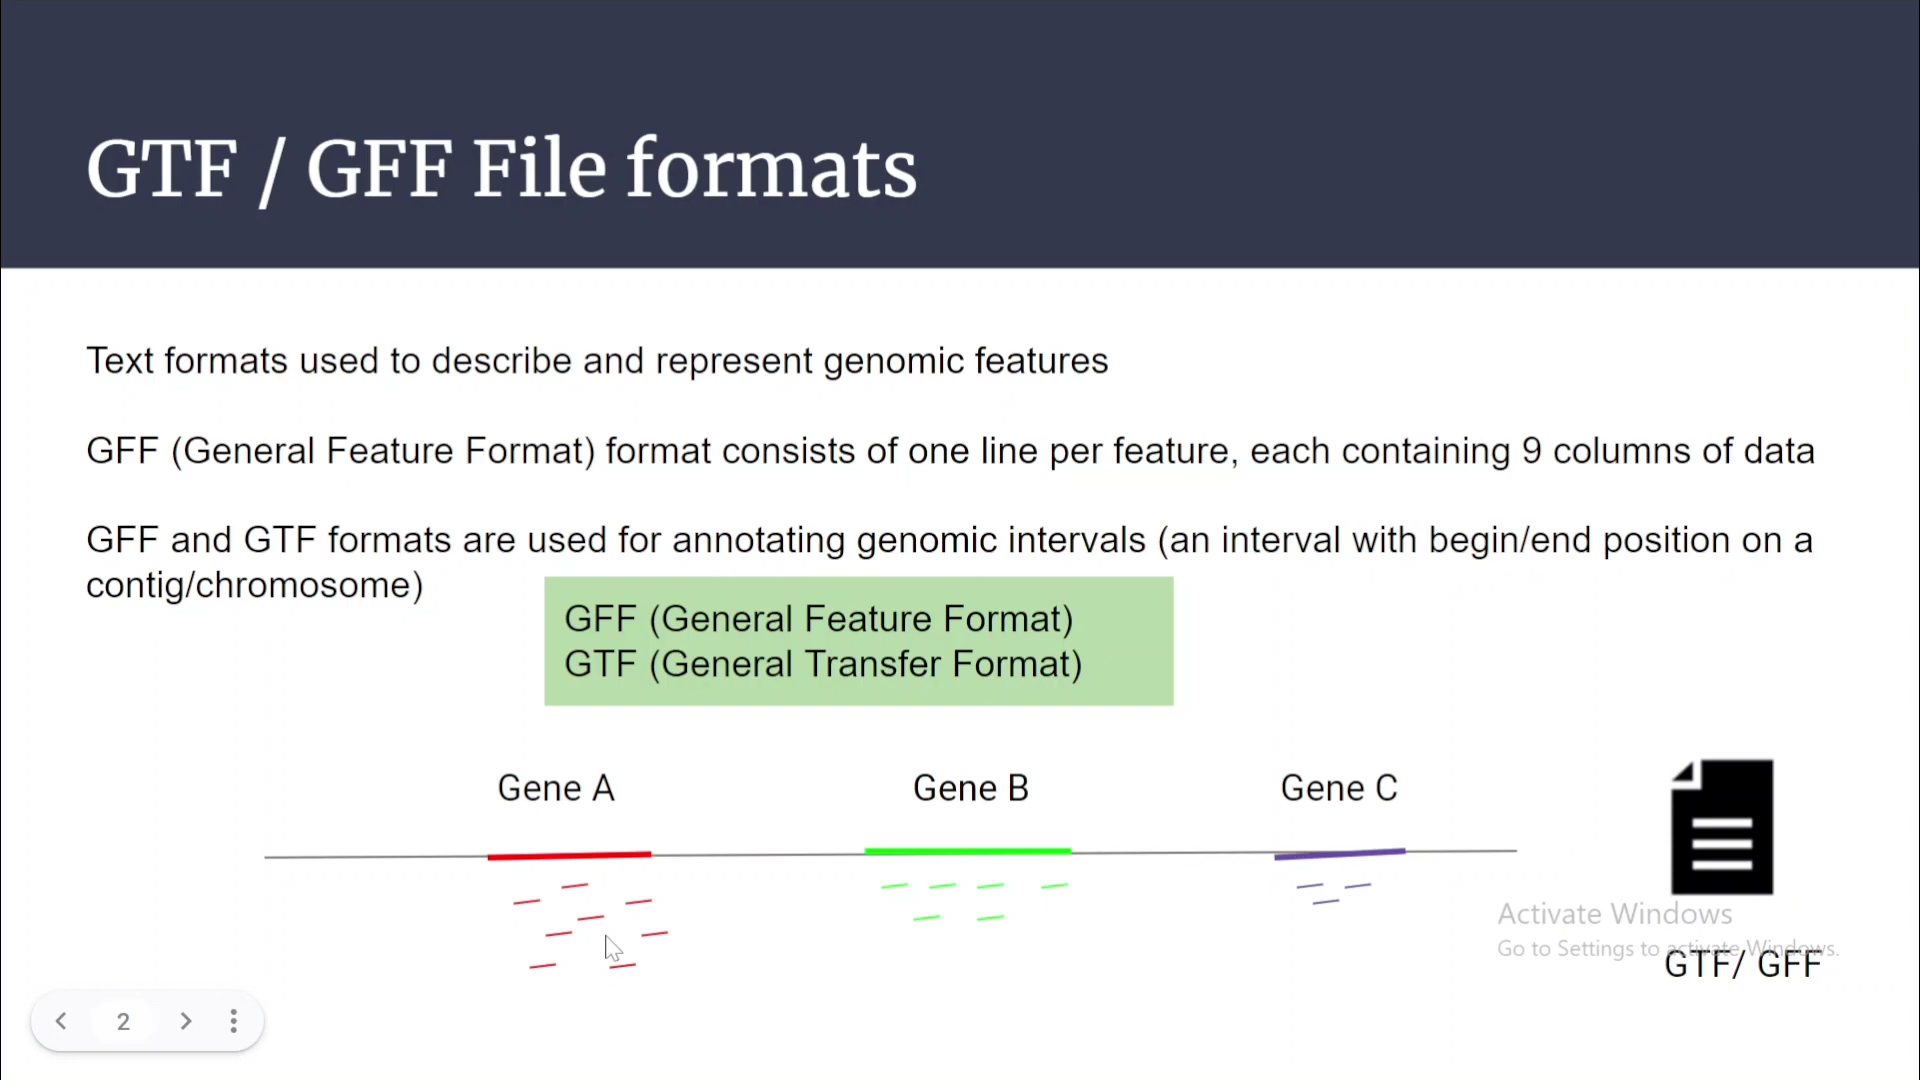 GTF / GFF File formats
Text formats used to describe and represent genomic features
GFF (General Feature Format) format consists of one line per feature, each containing 9 columns of data
GFF and GTF formats are used for annotating genomic intervals (an interval with begin/end position on a
contig/chromosome)
GFF (General Feature Format)
GTF (General Transfer Format)
Gene A
Gene B
Gene C
Activate Windows
Go to Settings to activate Windows.
GTF/ GFF
2